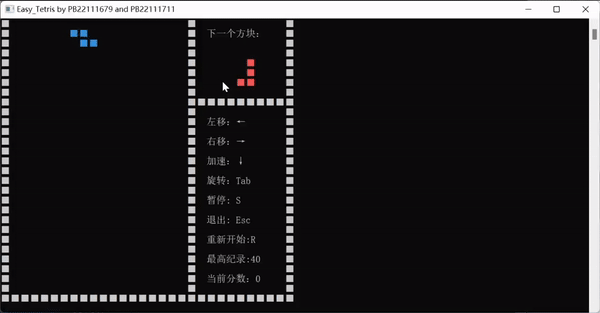 Easy_Tetris by PB22111679 and PB22111711
下一个方块：
左移：←
右移：→
加速：↓
旋转：Tab
暂停：S
退出：Esc
重新开始:R
最高纪录:40
当前分数：0